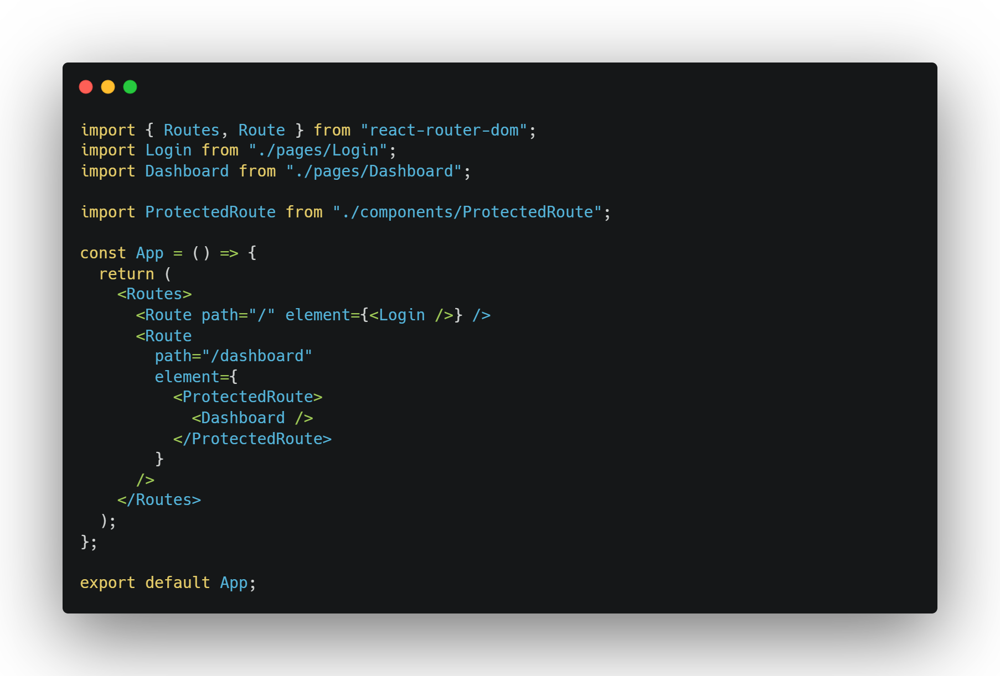 import { Routes, Route } from "react-router-dom";
import Login from "./pages/Login";
import Dashboard from "./pages/Dashboard";

import ProtectedRoute from "./components/ProtectedRoute";

const App = () => {
  return (
    <Routes>
      <Route path="/" element={<Login />} />
      <Route
        path="/dashboard"
        element={
          <ProtectedRoute>
            <Dashboard />
          </ProtectedRoute>
        }
      />
    </Routes>
  );
};

export default App;